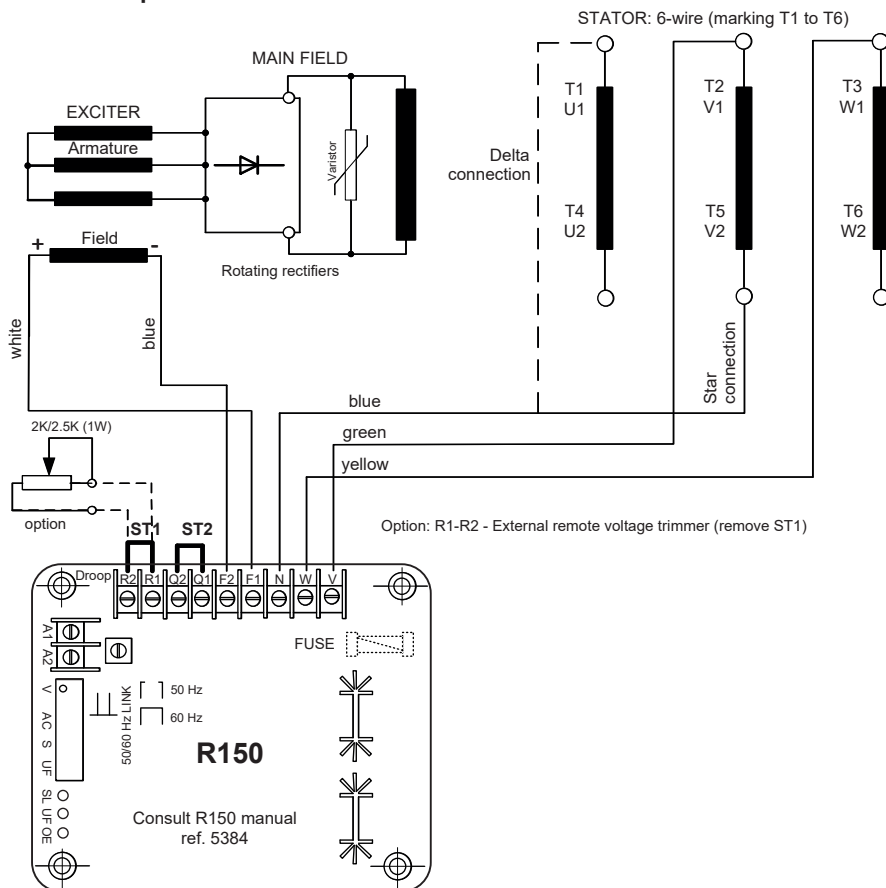 STATOR: 6-wire (marking T1 to T6)
MAIN FIELD
EXCITER
Armature
Varistor
Rotating rectifiers
+ Field -
white
blue
T1
U1
T2
V1
T3
W1
Delta
connection
T4
U2
T5
V2
T6
W2
Star
connection
blue
green
yellow
2K/2.5K (1W)
option
ST1 ST2
Option: R1-R2 - External remote voltage trimmer (remove ST1)
Droop R2 R1 Q2 Q1 F2 F1 N W V
A1
A2
FUSE
V
AC
S
UF
50/60 Hz LINK
50 Hz
60 Hz
R150
SL
UF
OE
Consult R150 manual
ref. 5384